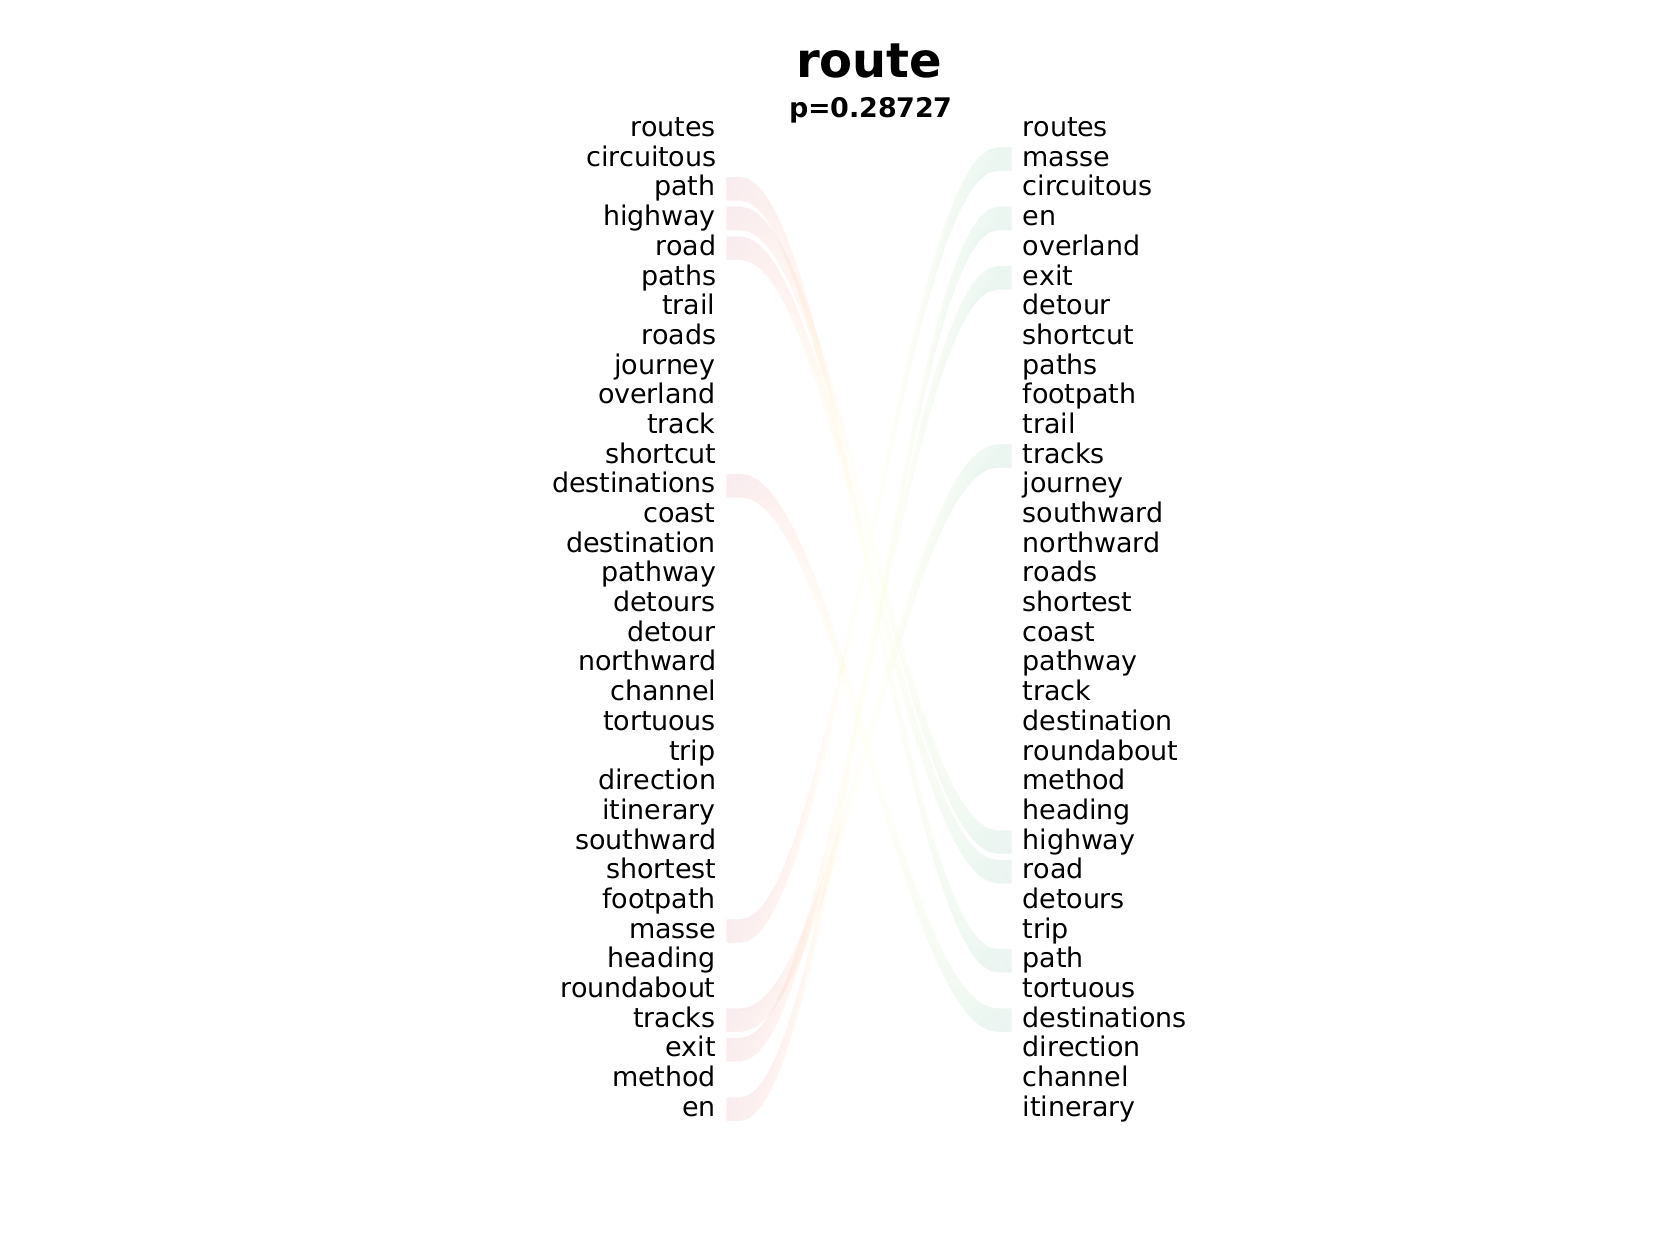 route
p=0.28727
routes routes
circuitous masse
path circuitous
highway en
road overland
paths exit
trail detour
roads shortcut
journey paths
overland footpath
track trail
shortcut tracks
destinations journey
coast southward
destination northward
pathway roads
detours shortest
detour coast
northward pathway
channel track
tortuous destination
trip roundabout
direction method
itinerary heading
southward highway
shortest road
footpath detours
masse trip
heading path
roundabout tortuous
tracks destinations
exit direction
method channel
en itinerary